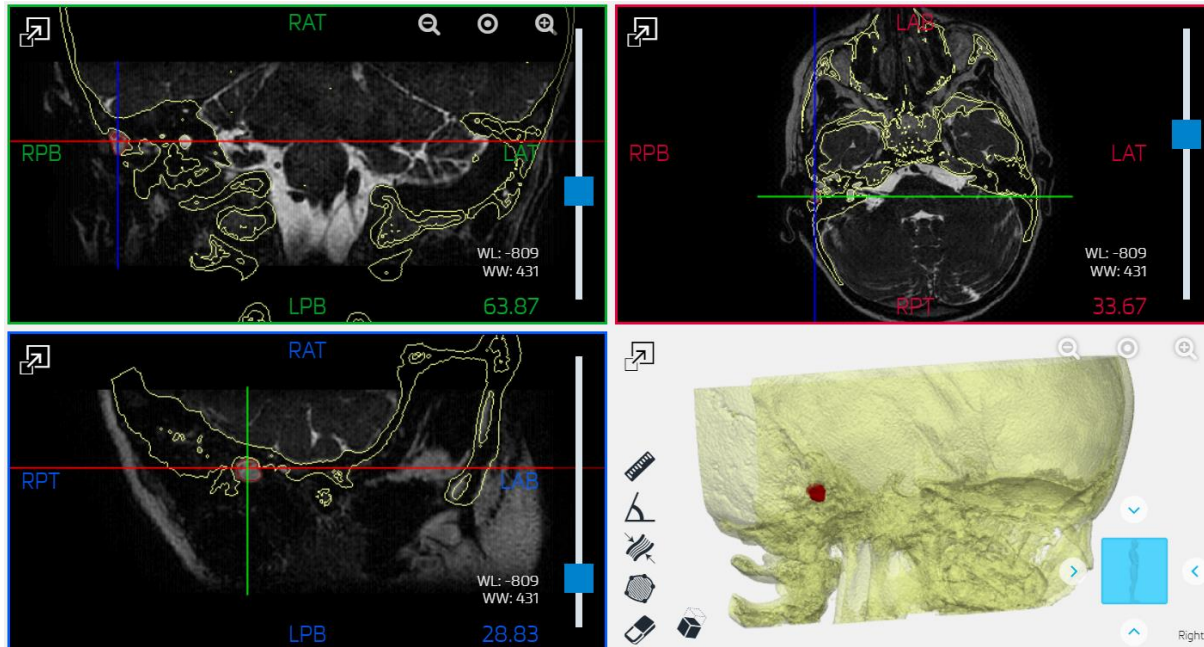 RAT
RPB
LAT
WL: -809
WW: 431
LPB
63.87
LAB
RPB
LAT
WL: -809
WW: 431
RPT
33.67
RAT
RPT
LAB
WL: -809
WW: 431
LPB
28.83
Right